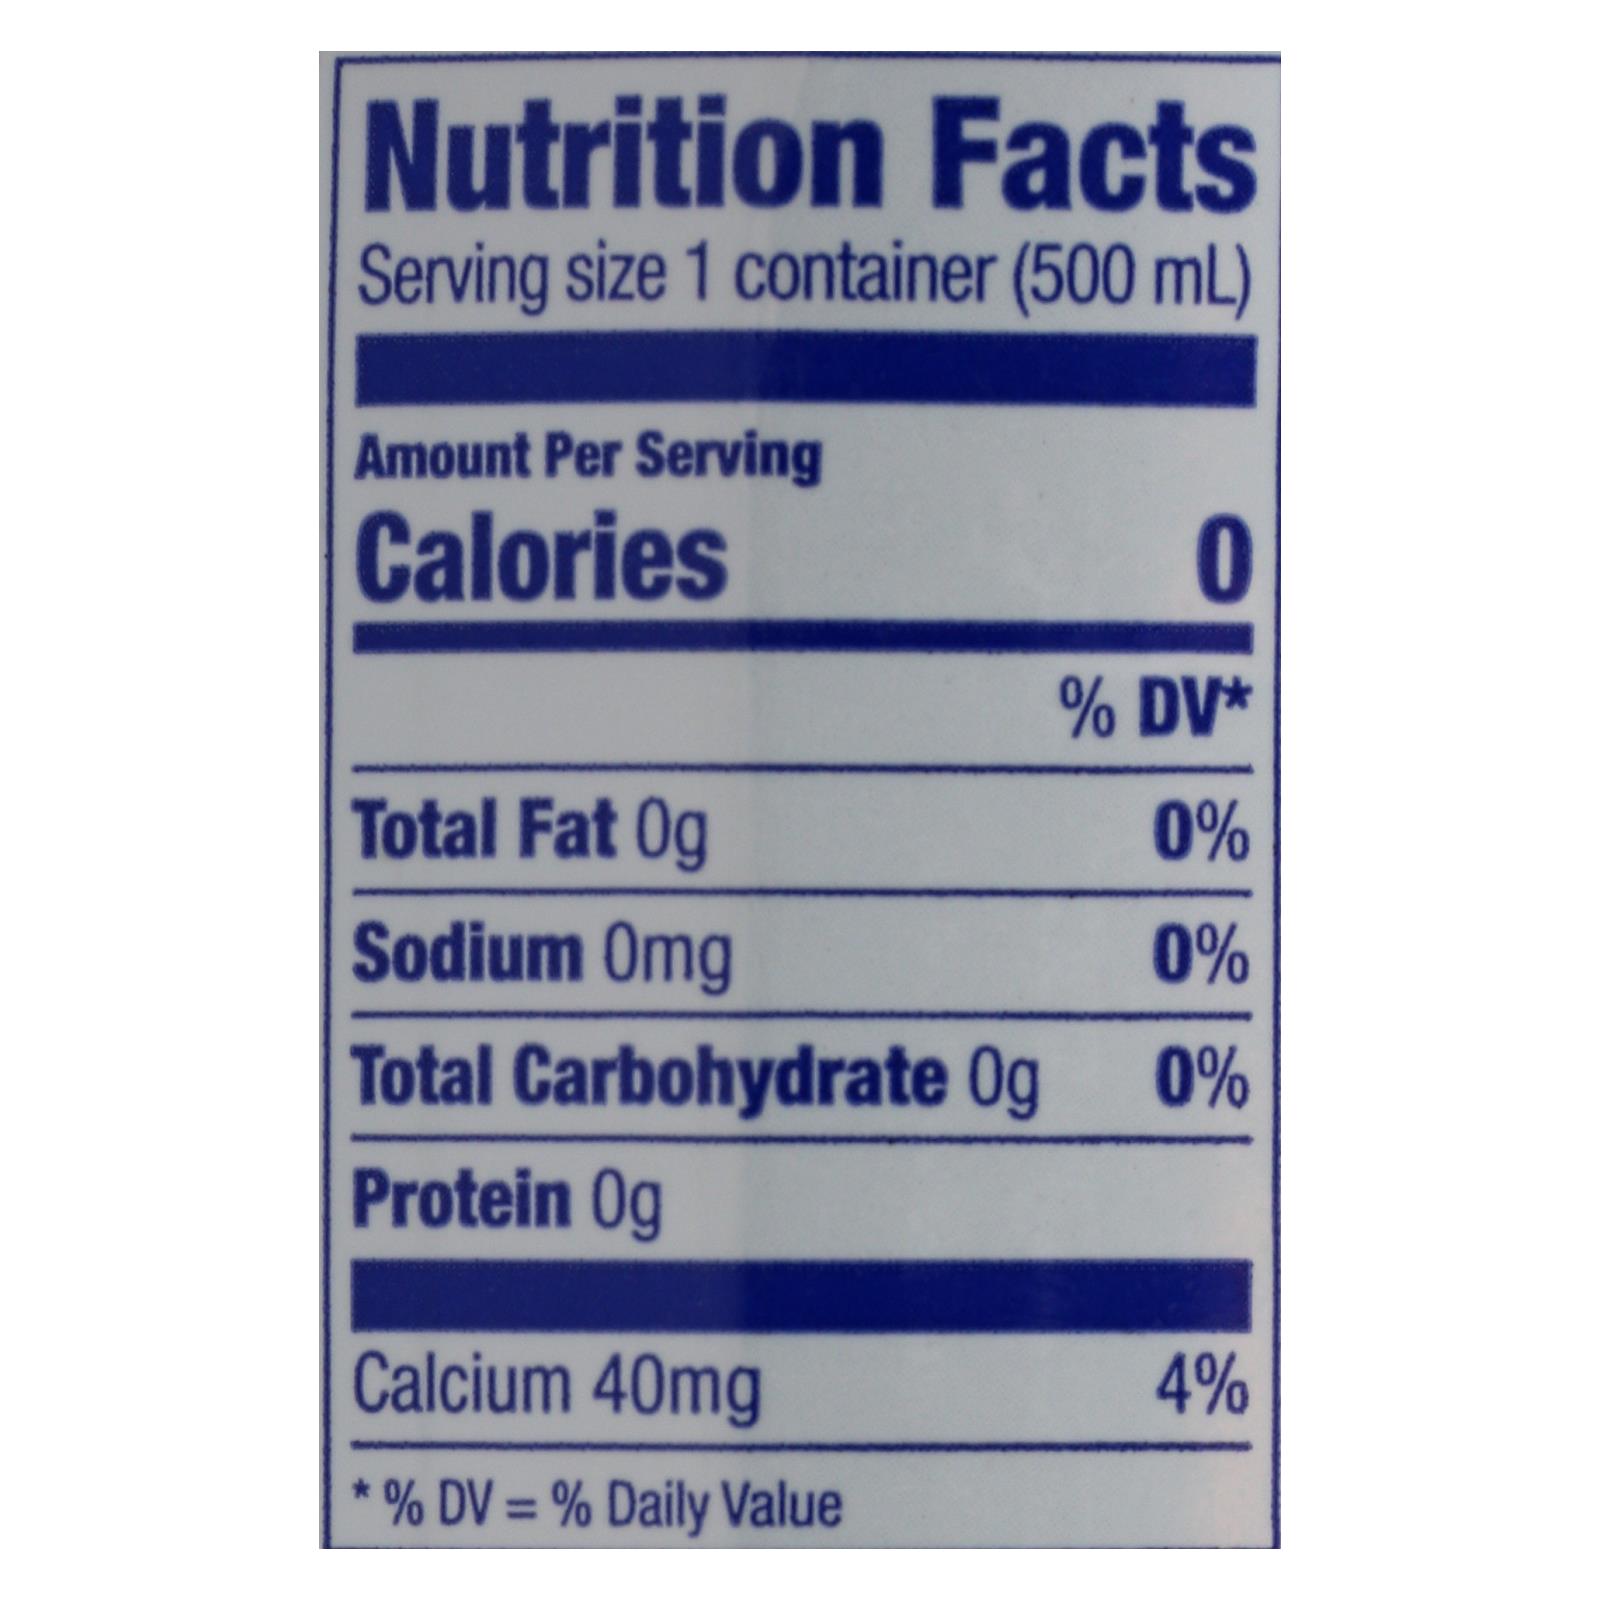 Nutrition Facts
Serving size 1 container (500 mL)
Amount Per Serving
Calories 0
% DV*
Total Fat 0g 0%
Sodium 0mg 0%
Total Carbohydrate 0g 0%
Protein 0g
Calcium 40mg 4%
* % DV = % Daily Value